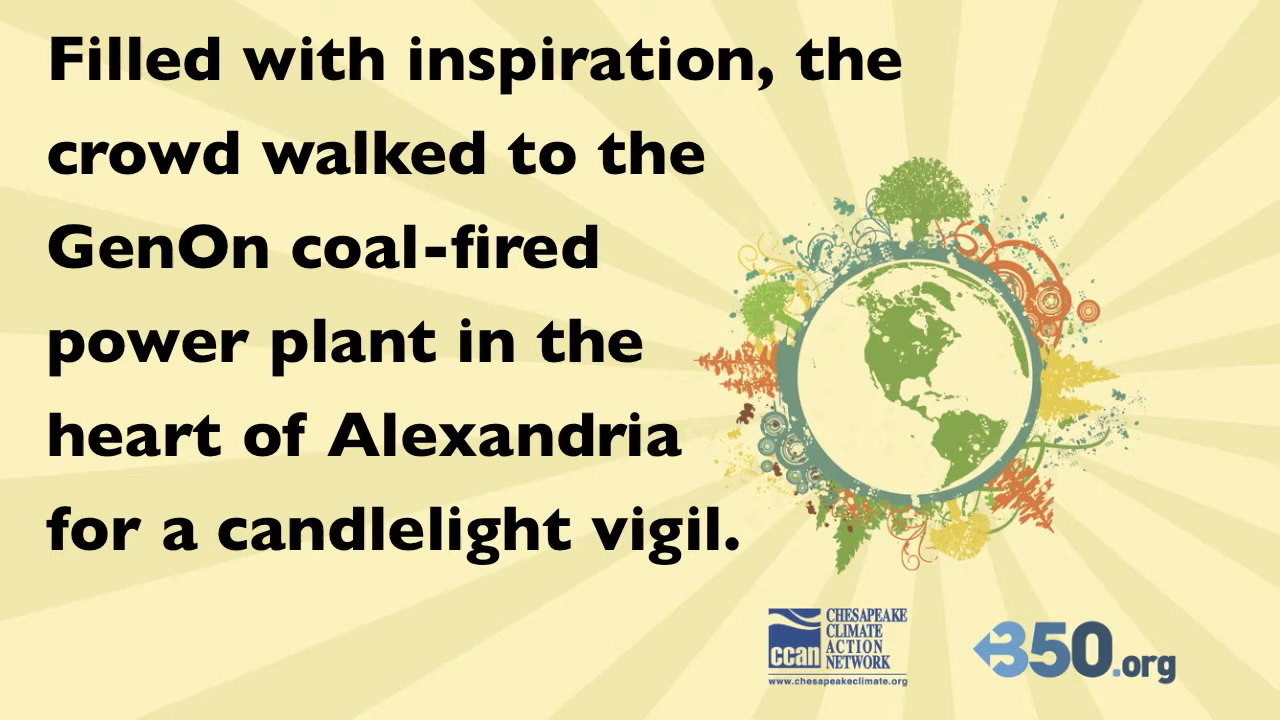 Filled with inspiration, the
crowd walked to the
GenOn coal-fired
power plant in the
heart of Alexandria
for a candlelight vigil.
ccan
CHESAPEAKE
CLIMATE
ACTION
NETWORK
www.chesapeakeclimate.org
350.org